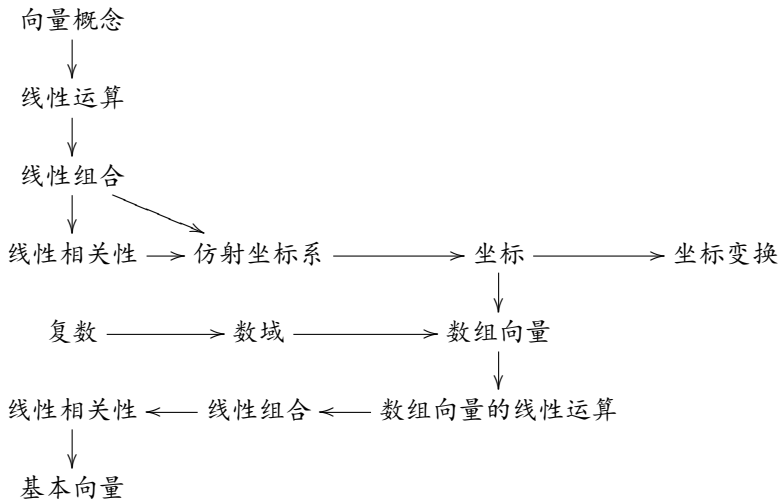 向量概念
线性运算
线性组合
线性相关性 仿射坐标系 坐标 坐标变换
复数 数域 数组向量
线性相关性 线性组合 数组向量的线性运算
基本向量